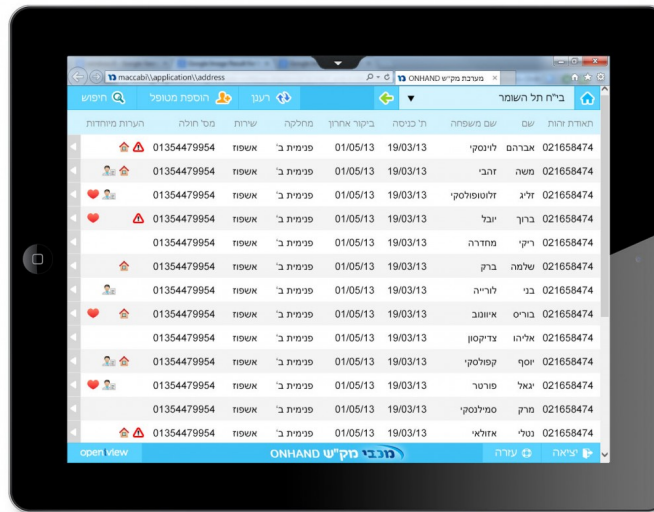 maccabi\\application\\address
מערכת מק"ש ONHAND
בי"ח תל השומר
רענן
הוספת מטופל
חיפוש
תאודת זהות שם שם משפחה ת' כניסה ביקור אחרון מחלקה שירות מס' חולה הערות מיוחדות
021658474 אברהם לוינסקי 19/03/13 01/05/13 פנימית ב' אשפוז 01354479954
021658474 משה זהבי 19/03/13 01/05/13 פנימית ב' אשפוז 01354479954
021658474 זליג זלוטופולסקי 19/03/13 01/05/13 פנימית ב' אשפוז 01354479954
021658474 ברוך יובל 19/03/13 01/05/13 פנימית ב' אשפוז 01354479954
021658474 ריקי מחדרה 19/03/13 01/05/13 פנימית ב' אשפוז 01354479954
021658474 שלמה ברק 19/03/13 01/05/13 פנימית ב' אשפוז 01354479954
021658474 בני לורייה 19/03/13 01/05/13 פנימית ב' אשפוז 01354479954
021658474 בוריס איוונוב 19/03/13 01/05/13 פנימית ב' אשפוז 01354479954
021658474 אליהו צדיקסון 19/03/13 01/05/13 פנימית ב' אשפוז 01354479954
021658474 יוסף קפולסקי 19/03/13 01/05/13 פנימית ב' אשפוז 01354479954
021658474 יגאל פורטר 19/03/13 01/05/13 פנימית ב' אשפוז 01354479954
021658474 מרק סמילנסקי 19/03/13 01/05/13 פנימית ב' אשפוז 01354479954
021658474 נטלי אזולאי 19/03/13 01/05/13 פנימית ב' אשפוז 01354479954
יציאה עזרה מכבי מק"ש ONHAND open|view